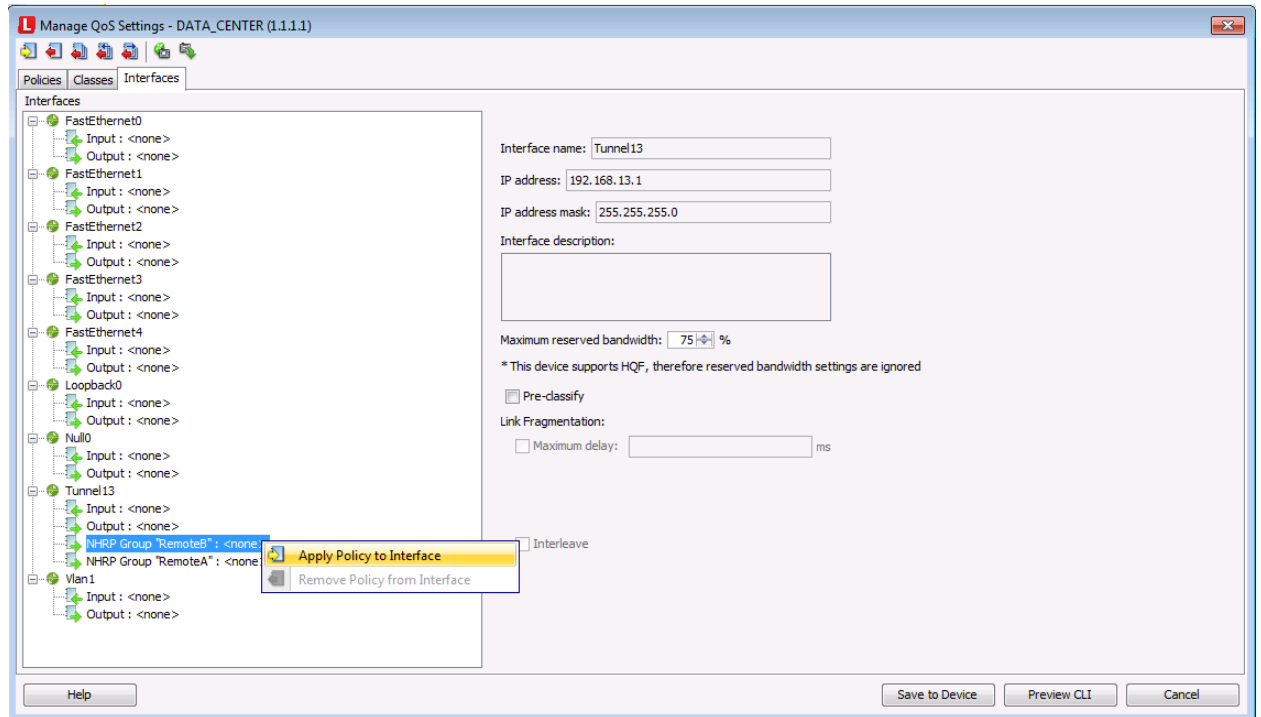 Manage QoS Settings - DATA_CENTER (1.1.1.1)
Policies Classes Interfaces
Interfaces
FastEthernet0
Input : <none>
Output : <none>
FastEthernet1
Input : <none>
Output : <none>
FastEthernet2
Input : <none>
Output : <none>
FastEthernet3
Input : <none>
Output : <none>
FastEthernet4
Input : <none>
Output : <none>
Loopback0
Input : <none>
Output : <none>
Null0
Input : <none>
Output : <none>
Tunnel13
Input : <none>
Output : <none>
NHRP Group "RemoteB" : <none>
NHRP Group "RemoteA" : <none>
Vlan1
Input : <none>
Output : <none>
Apply Policy to Interface
Remove Policy from Interface
Interface name: Tunnel13
IP address: 192.168.13.1
IP address mask: 255.255.255.0
Interface description:
Maximum reserved bandwidth: 75 %
* This device supports HQF, therefore reserved bandwidth settings are ignored
Pre-classify
Link Fragmentation:
Maximum delay: ms
Interleave
Help Save to Device Preview CLI Cancel